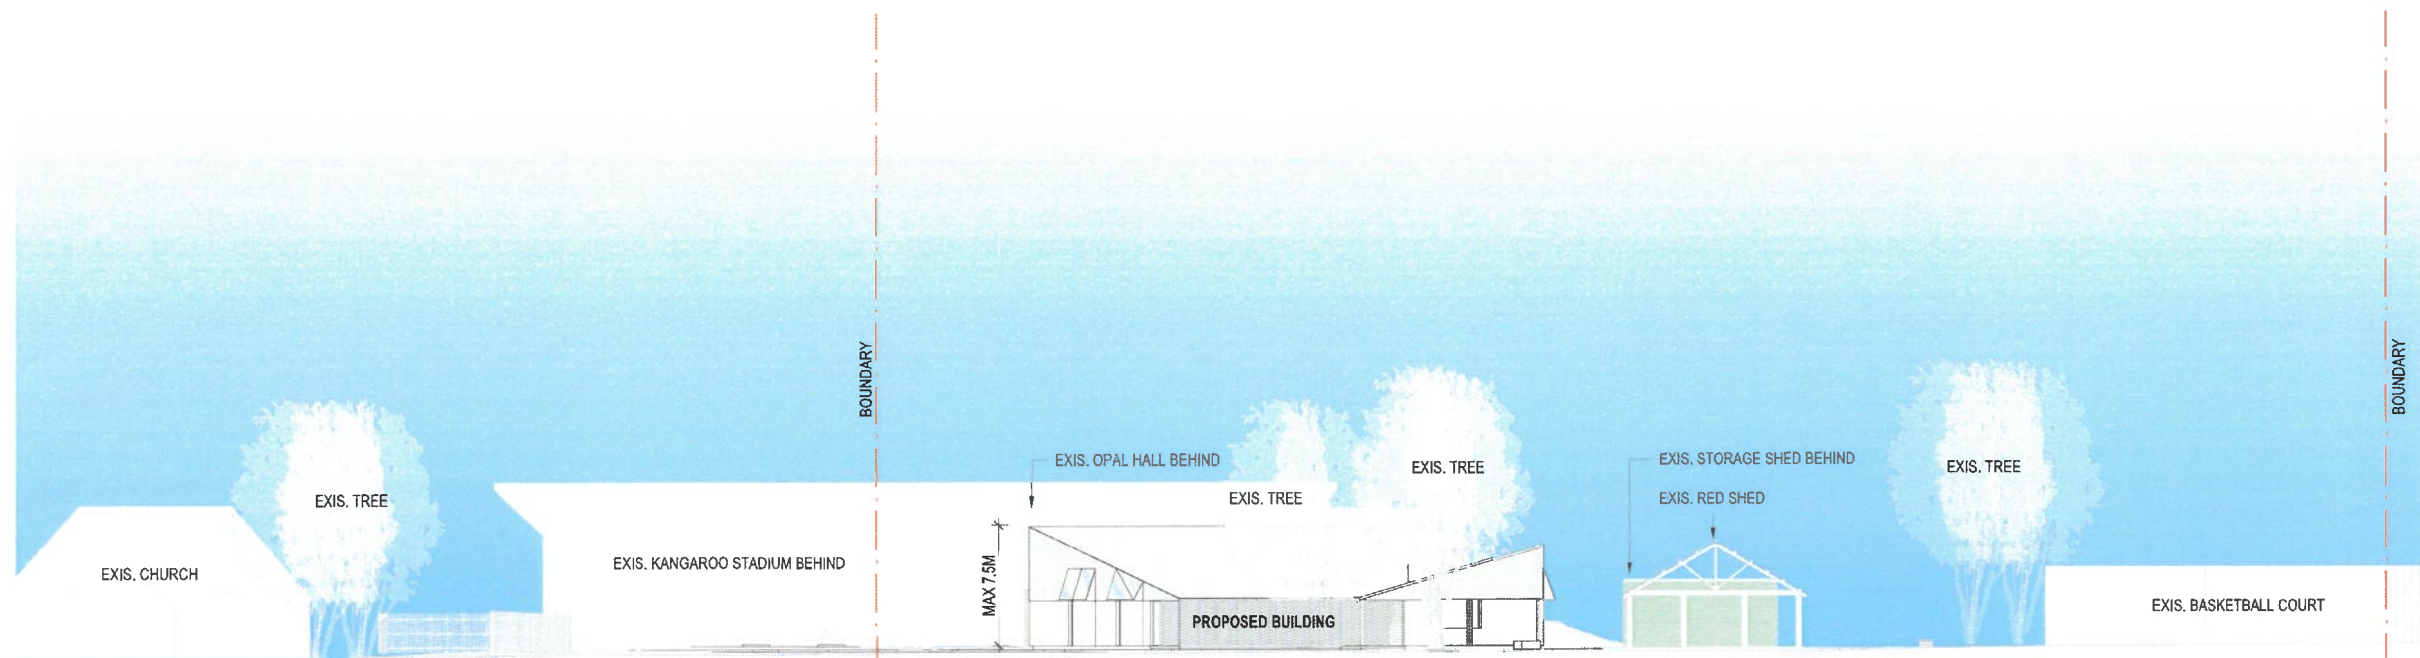 BOUNDARY
BOUNDARY
EXIS. OPAL HALL BEHIND
EXIS. STORAGE SHED BEHIND
EXIS. TREE
EXIS. TREE
EXIS. TREE
EXIS. TREE
EXIS. RED SHED
EXIS. KANGAROO STADIUM BEHIND
EXIS. CHURCH
MAX 7.5M
PROPOSED BUILDING
EXIS. BASKETBALL COURT